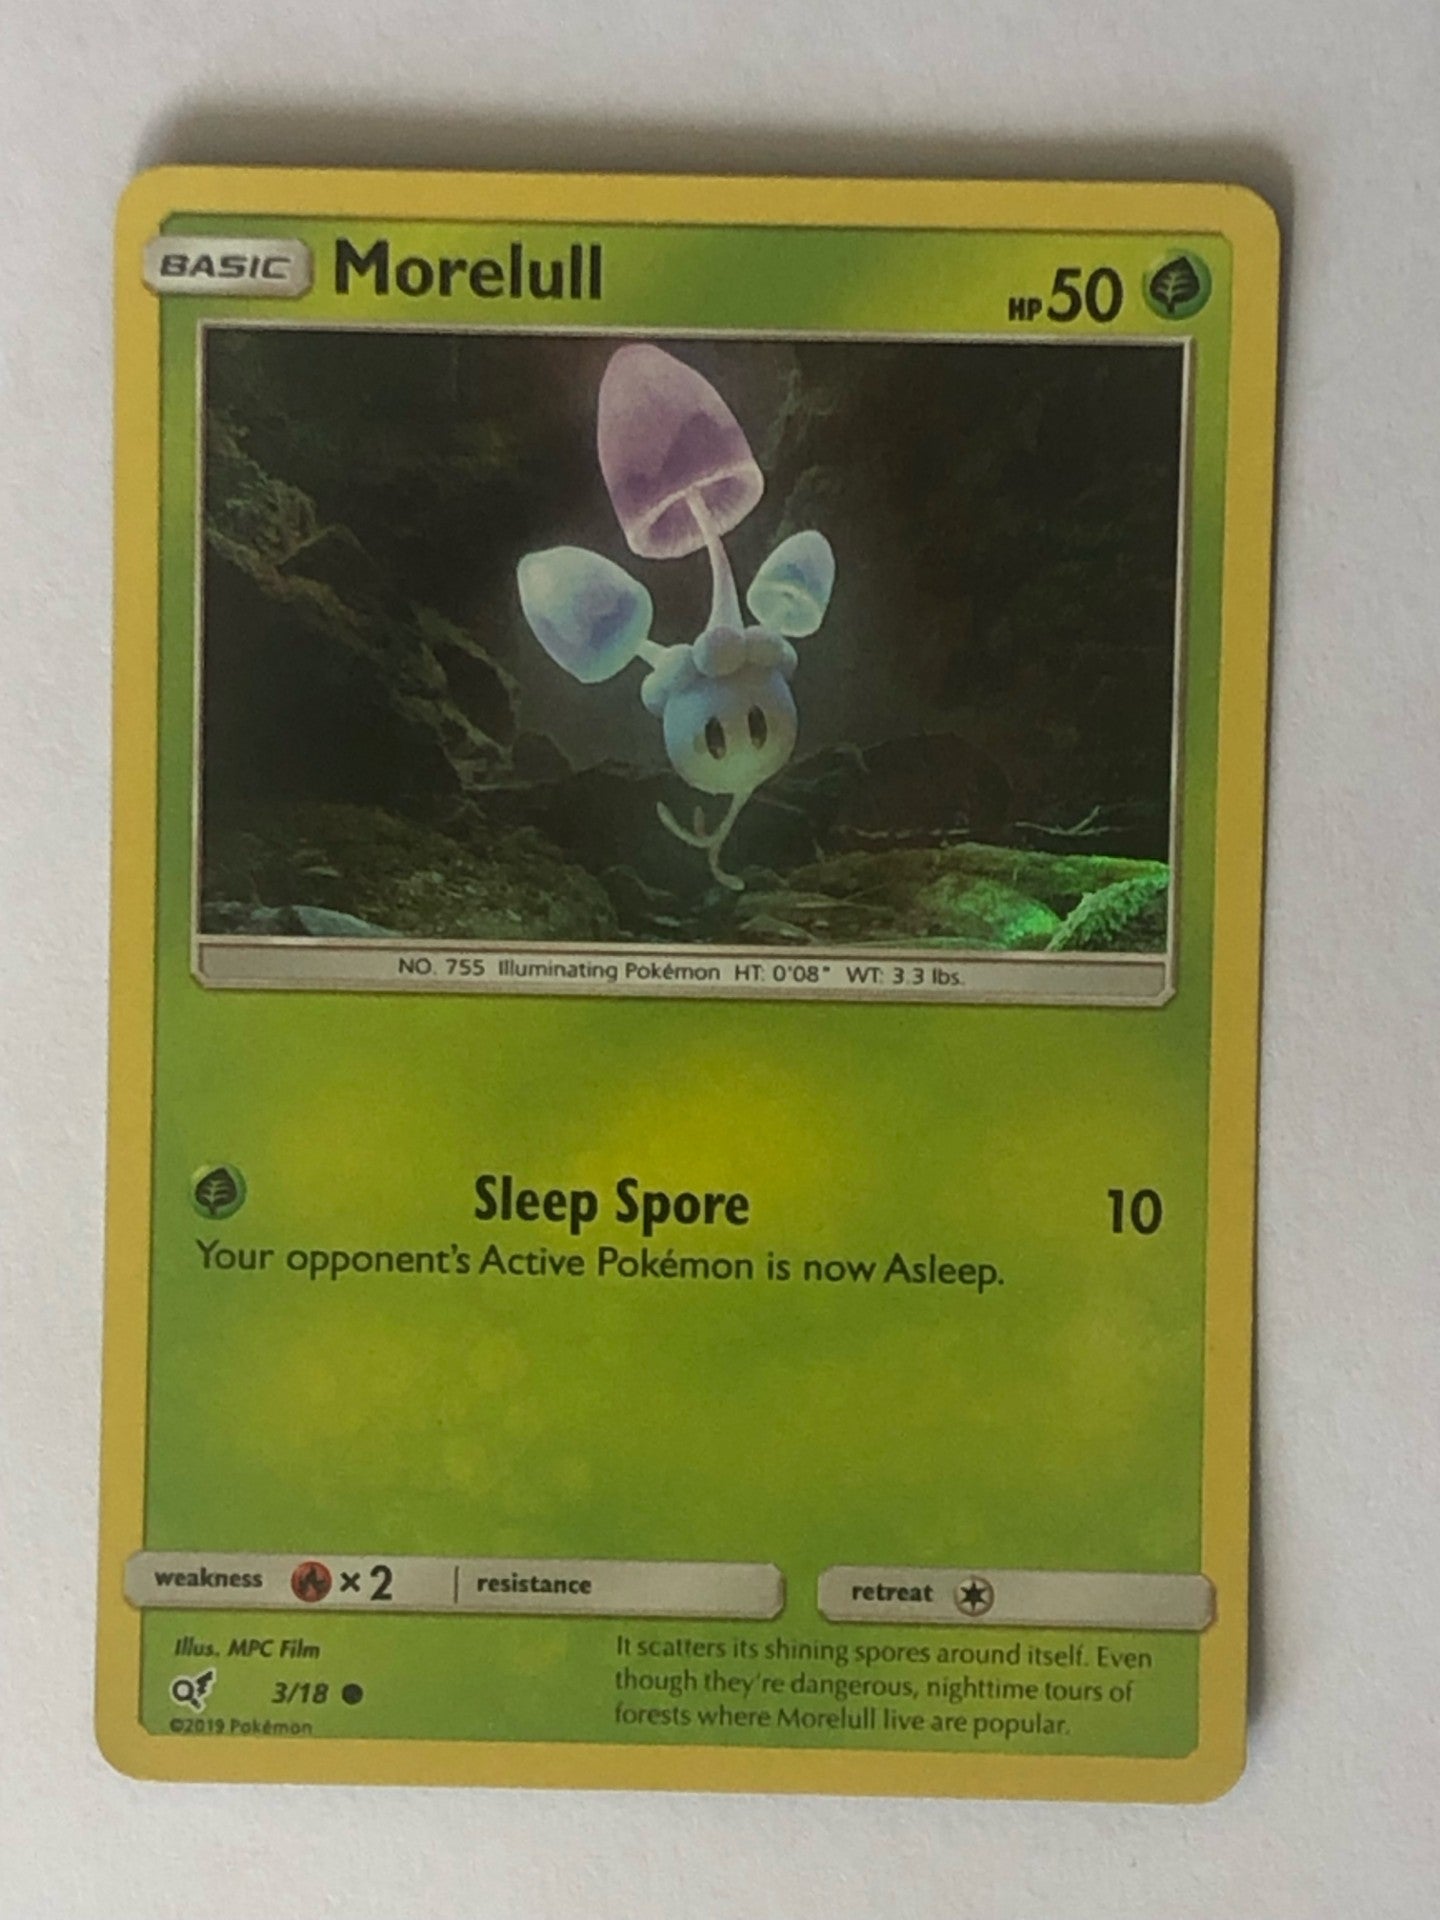 BASIC Morelull HP 50
NO. 755 Illuminating Pokémon HT: 0'08" WT: 3.3 lbs.
Sleep Spore 10
Your opponent's Active Pokémon is now Asleep.
weakness ×2 resistance retreat
Illus. MPC Film
3/18
©2019 Pokémon
It scatters its shining spores around itself. Even
though they're dangerous, nighttime tours of
forests where Morelull live are popular.